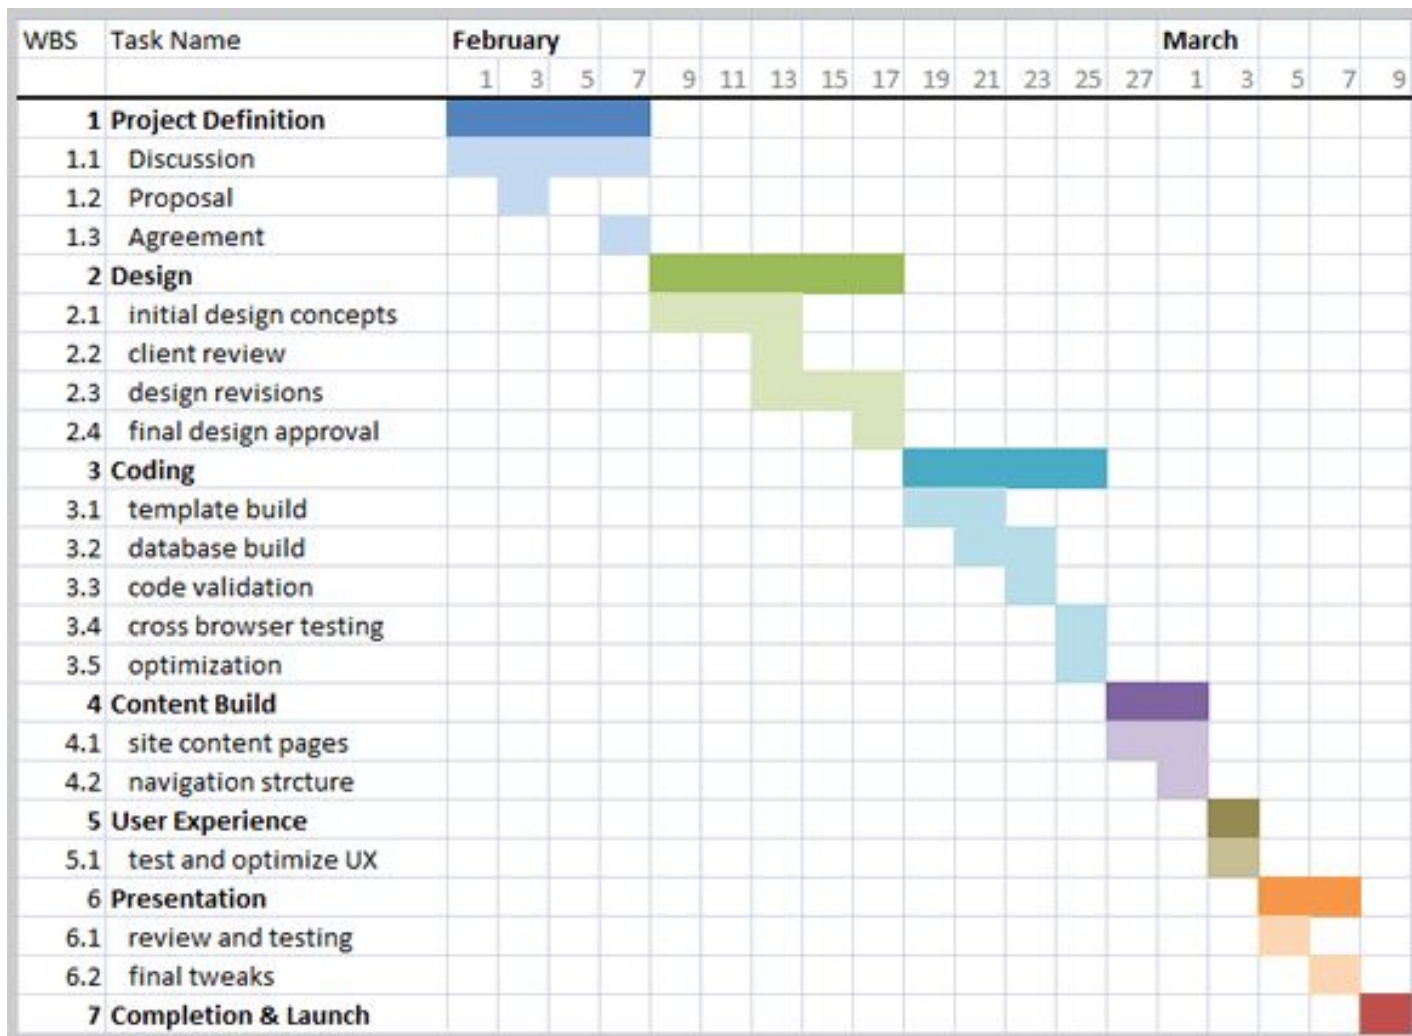 WBS Task Name February March
1 3 5 7 9 11 13 15 17 19 21 23 25 27 1 3 5 7 9
1 Project Definition
1.1 Discussion
1.2 Proposal
1.3 Agreement
2 Design
2.1 initial design concepts
2.2 client review
2.3 design revisions
2.4 final design approval
3 Coding
3.1 template build
3.2 database build
3.3 code validation
3.4 cross browser testing
3.5 optimization
4 Content Build
4.1 site content pages
4.2 navigation strcture
5 User Experience
5.1 test and optimize UX
6 Presentation
6.1 review and testing
6.2 final tweaks
7 Completion & Launch